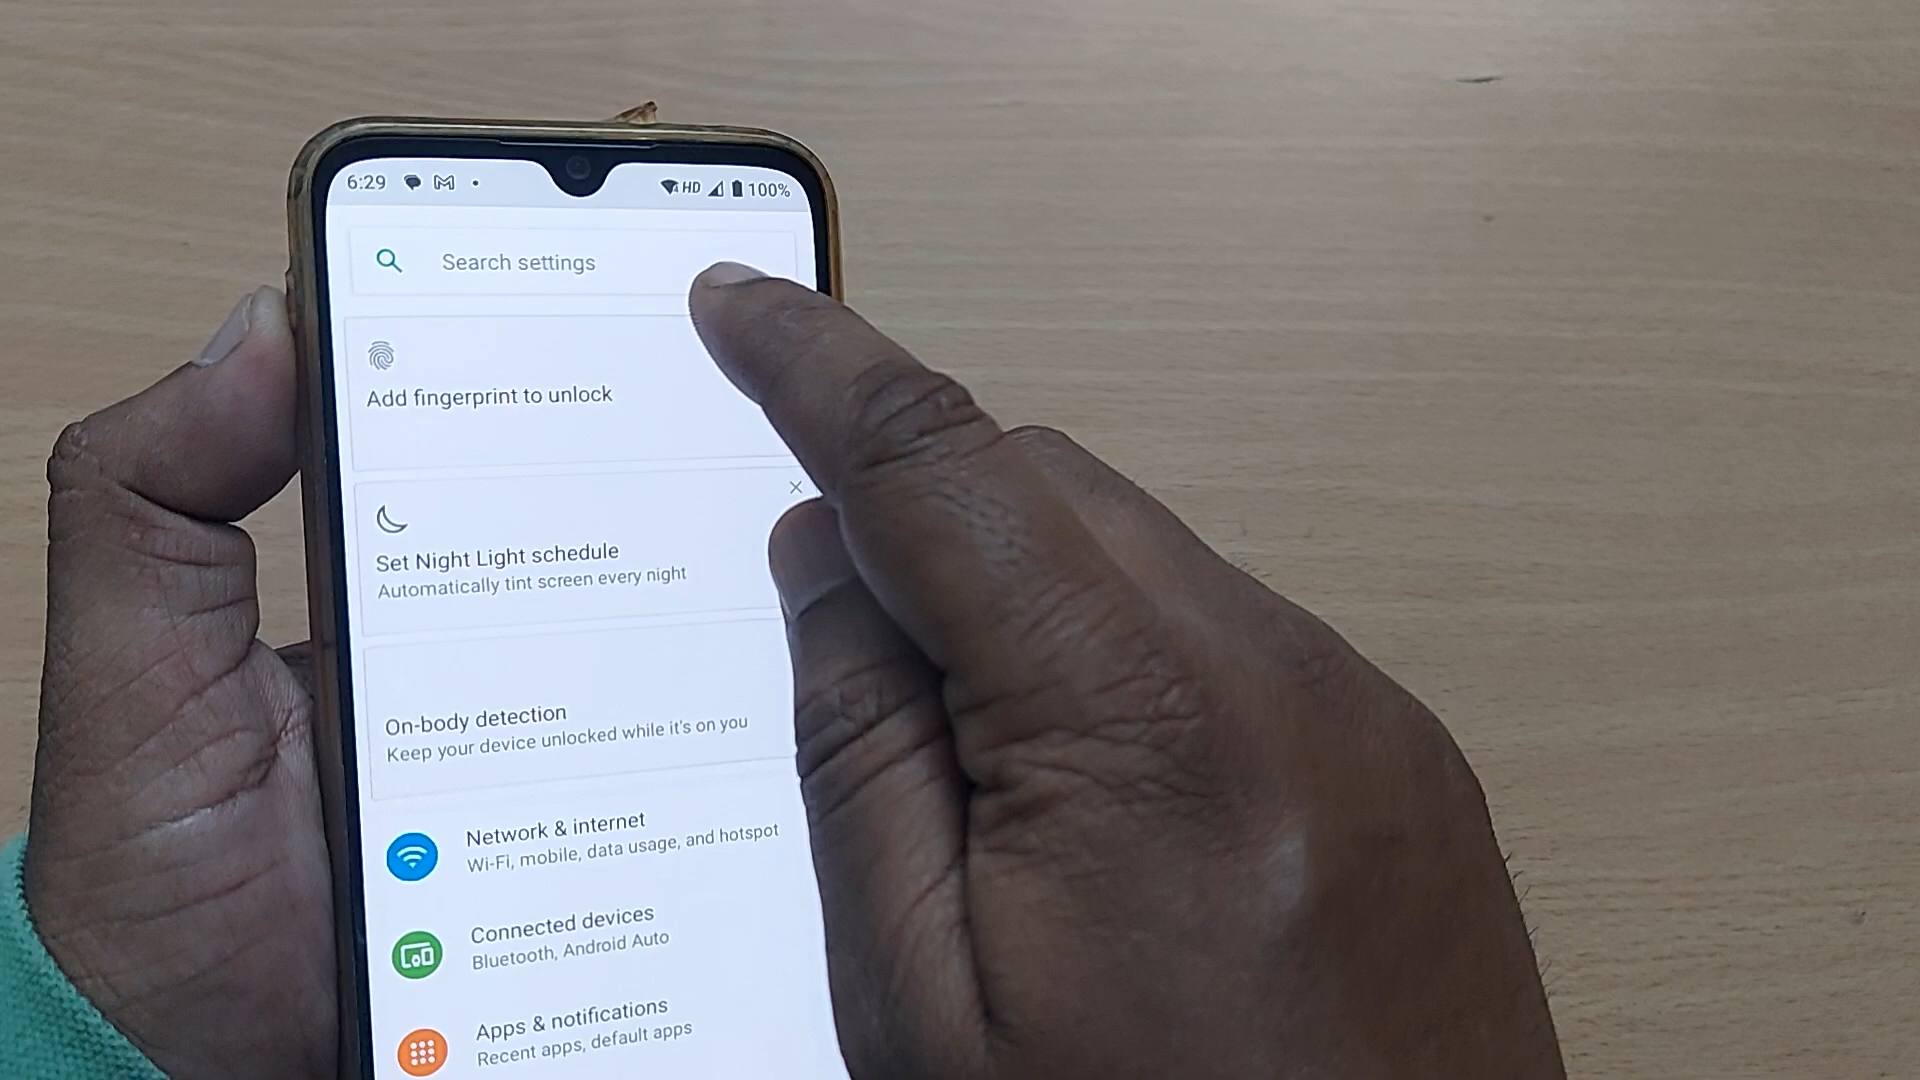 6:29 HD 100%
Search settings
Add fingerprint to unlock
Set Night Light schedule
Automatically tint screen every night
On-body detection
Keep your device unlocked while it's on you
Network & internet
Wi-Fi, mobile, data usage, and hotspot
Connected devices
Bluetooth, Android Auto
Apps & notifications
Recent apps, default apps